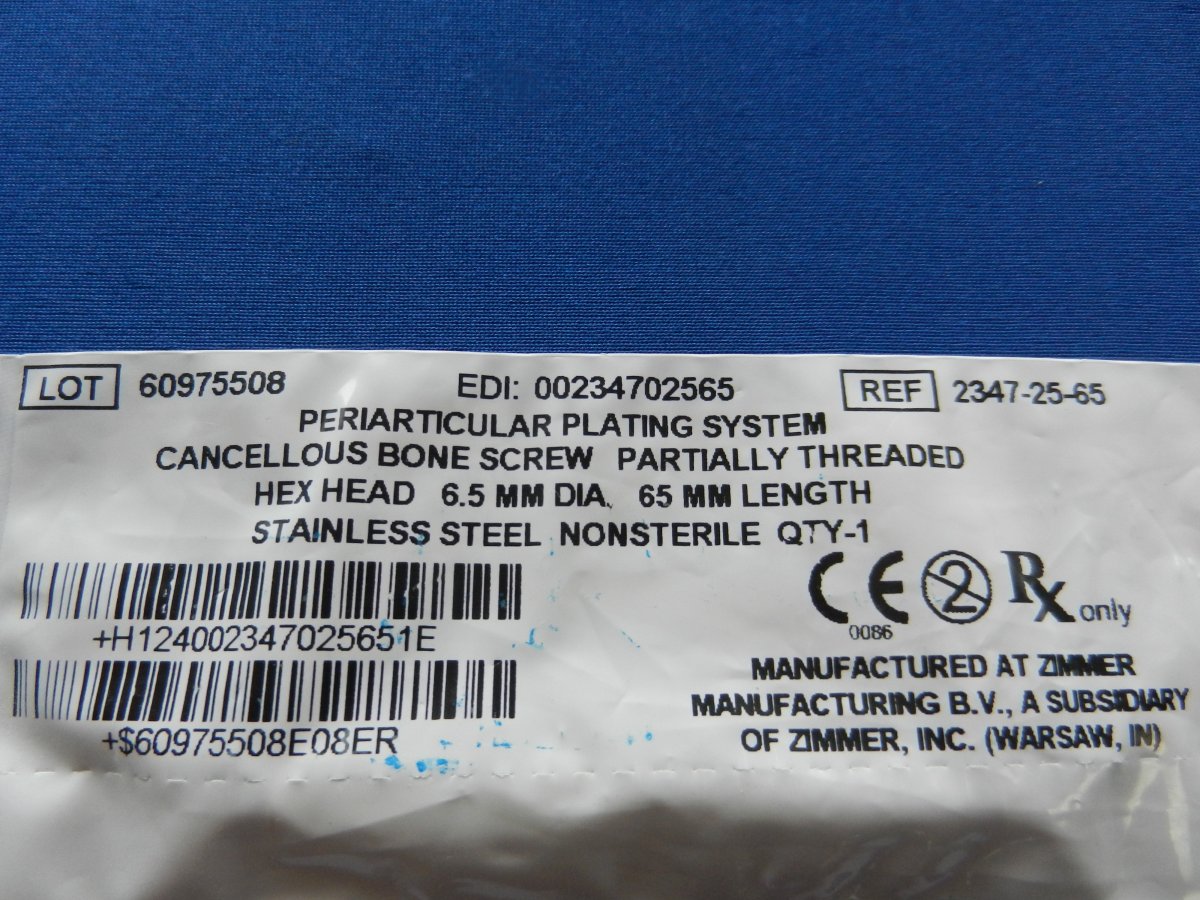 LOT 60975508 EDI: 00234702565 REF 2347-25-65
PERIARTICULAR PLATING SYSTEM
CANCELLOUS BONE SCREW PARTIALLY THREADED
HEX HEAD 6.5 MM DIA. 65 MM LENGTH
STAINLESS STEEL NONSTERILE QTY-1
+H124002347025651E
+$60975508E08ER
CE 2 Rx only
0086
MANUFACTURED AT ZIMMER
MANUFACTURING B.V., A SUBSIDIARY
OF ZIMMER, INC. (WARSAW, IN)